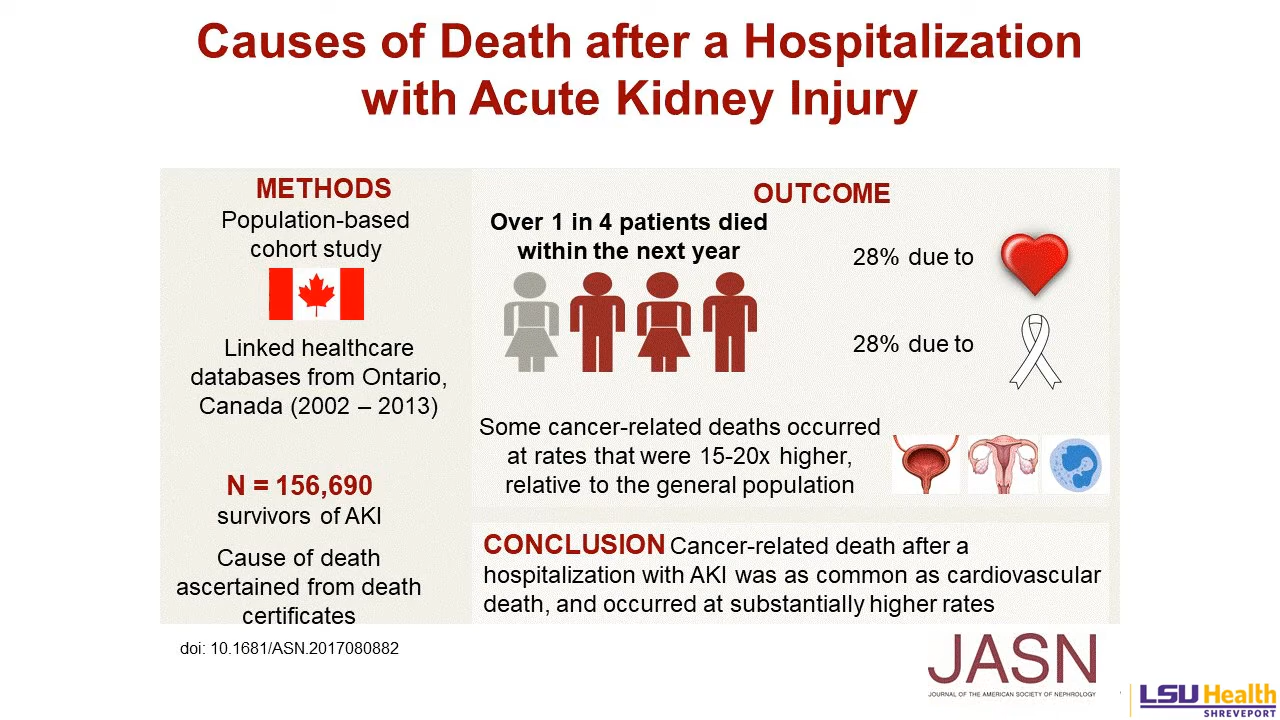 Causes of Death after a Hospitalization
with Acute Kidney Injury
METHODS
Population-based
cohort study
Linked healthcare
databases from Ontario,
Canada (2002 – 2013)
N = 156,690
survivors of AKI
Cause of death
ascertained from death
certificates
OUTCOME
Over 1 in 4 patients died
within the next year
28% due to
28% due to
Some cancer-related deaths occurred
at rates that were 15-20x higher,
relative to the general population
CONCLUSION Cancer-related death after a
hospitalization with AKI was as common as cardiovascular
death, and occurred at substantially higher rates
doi: 10.1681/ASN.2017080882
JASN
JOURNAL OF THE AMERICAN SOCIETY OF NEPHROLOGY
LSU Health
SHREVEPORT